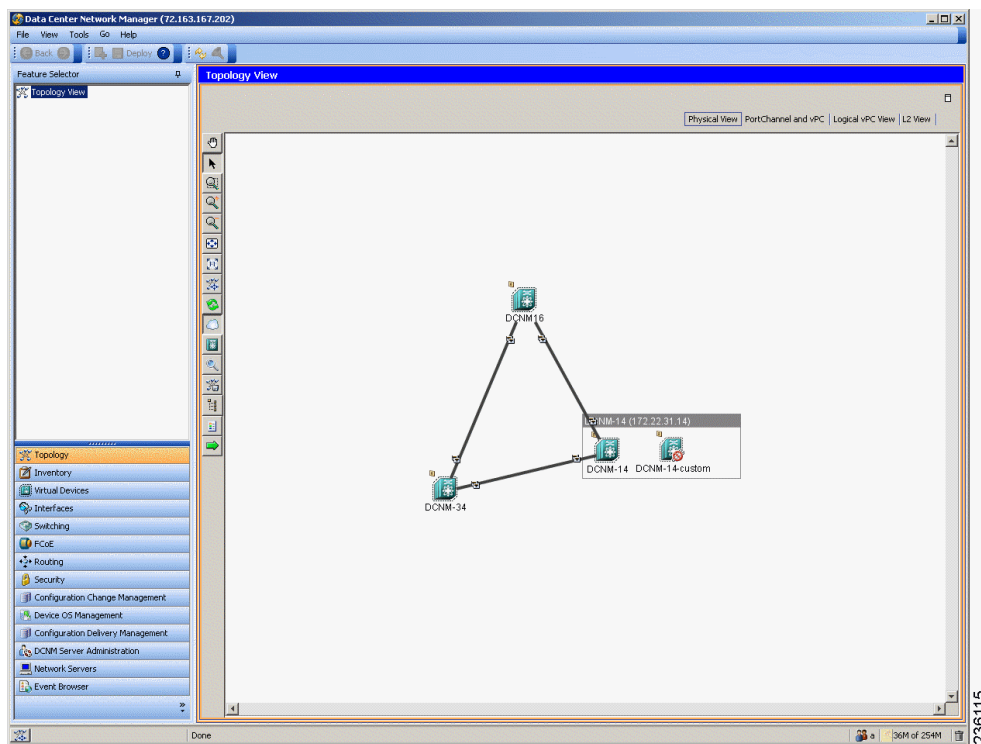 Data Center Network Manager (72.163.167.202)
File View Tools Go Help
Back Deploy
Feature Selector
Topology View
Topology View
Physical View PortChannel and vPC Logical vPC View L2 View
DCNM16
DCNM-14 (172.22.31.14)
DCNM-14 DCNM-14-custom
DCNM-34
Topology
Inventory
Virtual Devices
Interfaces
Switching
FCoE
Routing
Security
Configuration Change Management
Device OS Management
Configuration Delivery Management
DCNM Server Administration
Network Servers
Event Browser
Done
a 36M of 254M
236115